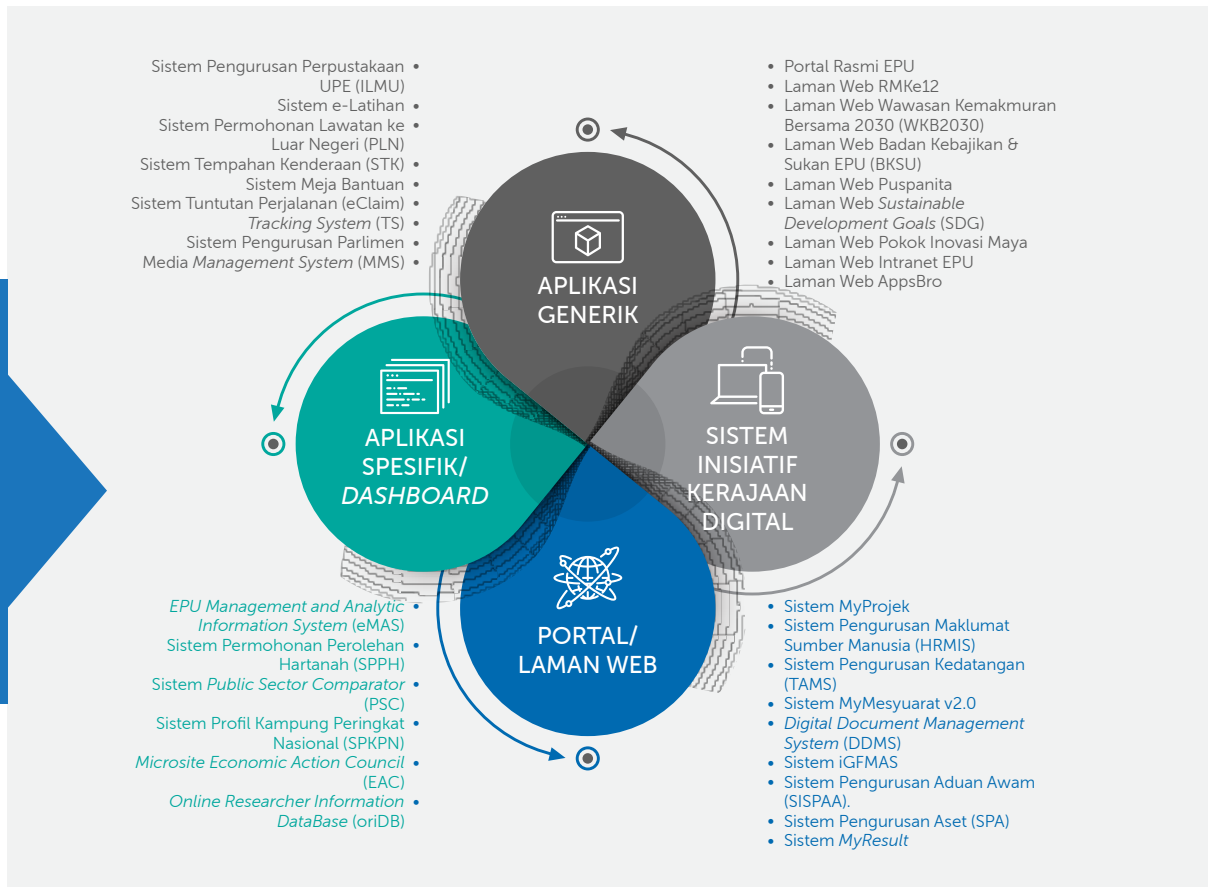 Sistem Pengurusan Perpustakaan •
UPE (ILMU)
Sistem e-Latihan •
Sistem Permohonan Lawatan ke •
Luar Negeri (PLN)
Sistem Tempahan Kenderaan (STK) •
Sistem Meja Bantuan •
Sistem Tuntutan Perjalanan (eClaim) •
Tracking System (TS) •
Sistem Pengurusan Parlimen •
Media Management System (MMS) •
• Portal Rasmi EPU
• Laman Web RMKe12
• Laman Web Wawasan Kemakmuran
Bersama 2030 (WKB2030)
• Laman Web Badan Kebajikan &
Sukan EPU (BKSU)
• Laman Web Puspanita
• Laman Web Sustainable
Development Goals (SDG)
• Laman Web Pokok Inovasi Maya
• Laman Web Intranet EPU
• Laman Web AppsBro
APLIKASI
GENERIK
APLIKASI
SPESIFIK/
DASHBOARD
SISTEM
INISIATIF
KERAJAAN
DIGITAL
PORTAL/
LAMAN WEB
EPU Management and Analytic •
Information System (eMAS)
Sistem Permohonan Perolehan •
Hartanah (SPPH)
Sistem Public Sector Comparator •
(PSC)
Sistem Profil Kampung Peringkat •
Nasional (SPKPN)
Microsite Economic Action Council •
(EAC)
Online Researcher Information •
DataBase (oriDB)
• Sistem MyProjek
• Sistem Pengurusan Maklumat
Sumber Manusia (HRMIS)
• Sistem Pengurusan Kedatangan
(TAMS)
• Sistem MyMesyuarat v2.0
• Digital Document Management
System (DDMS)
• Sistem iGFMAS
• Sistem Pengurusan Aduan Awam
(SISPAA).
• Sistem Pengurusan Aset (SPA)
• Sistem MyResult